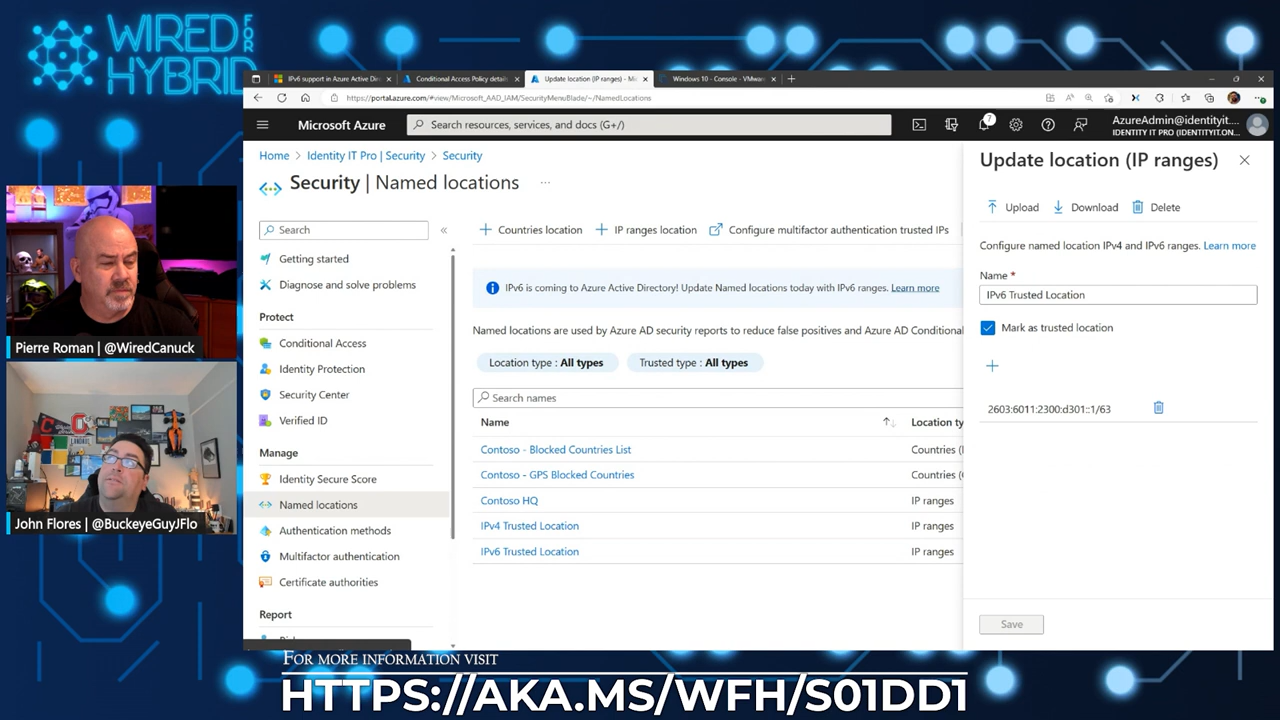 WIRED FOR
HYBRID
IPv6 support in Azure Active Dire
Conditional Access Policy details
Update location (IP ranges) - Mic
Windows 10 - Console - VMware
https://portal.azure.com/#view/Microsoft_AAD_IAM/SecurityMenuBlade/~/NamedLocations
Microsoft Azure
Search resources, services, and docs (G+/)
7
AzureAdmin@identityit....
IDENTITY IT PRO (IDENTITYIT.ON...
Home > Identity IT Pro | Security > Security
Security | Named locations ...
Search
«
Getting started
Diagnose and solve problems
Protect
Conditional Access
Identity Protection
Security Center
Verified ID
Manage
Identity Secure Score
Named locations
Authentication methods
Multifactor authentication
Certificate authorities
Report
+ Countries location
+ IP ranges location
Configure multifactor authentication trusted IPs
IPv6 is coming to Azure Active Directory! Update Named locations today with IPv6 ranges. Learn more
Named locations are used by Azure AD security reports to reduce false positives and Azure AD Conditional
Location type : All types
Trusted type : All types
Search names
Name
Location ty
Contoso - Blocked Countries List
Countries (
Contoso - GPS Blocked Countries
Countries (
Contoso HQ
IP ranges
IPv4 Trusted Location
IP ranges
IPv6 Trusted Location
IP ranges
Update location (IP ranges)
Upload
Download
Delete
Configure named location IPv4 and IPv6 ranges. Learn more
Name *
IPv6 Trusted Location
Mark as trusted location
+
2603:6011:2300:d301::1/63
Save
Pierre Roman | @WiredCanuck
John Flores | @BuckeyeGuyJFlo
FOR MORE INFORMATION VISIT
HTTPS://AKA.MS/WFH/S01DD1